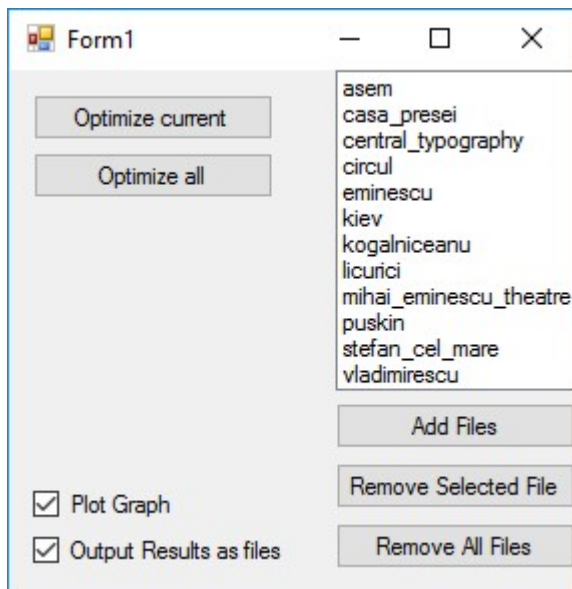 Form1
Optimize current
Optimize all
asem
casa_presei
central_typography
circul
eminescu
kiev
kogalniceanu
licurici
mihai_eminescu_theatre
puskin
stefan_cel_mare
vladimirescu
Add Files
Remove Selected File
Remove All Files
Plot Graph
Output Results as files